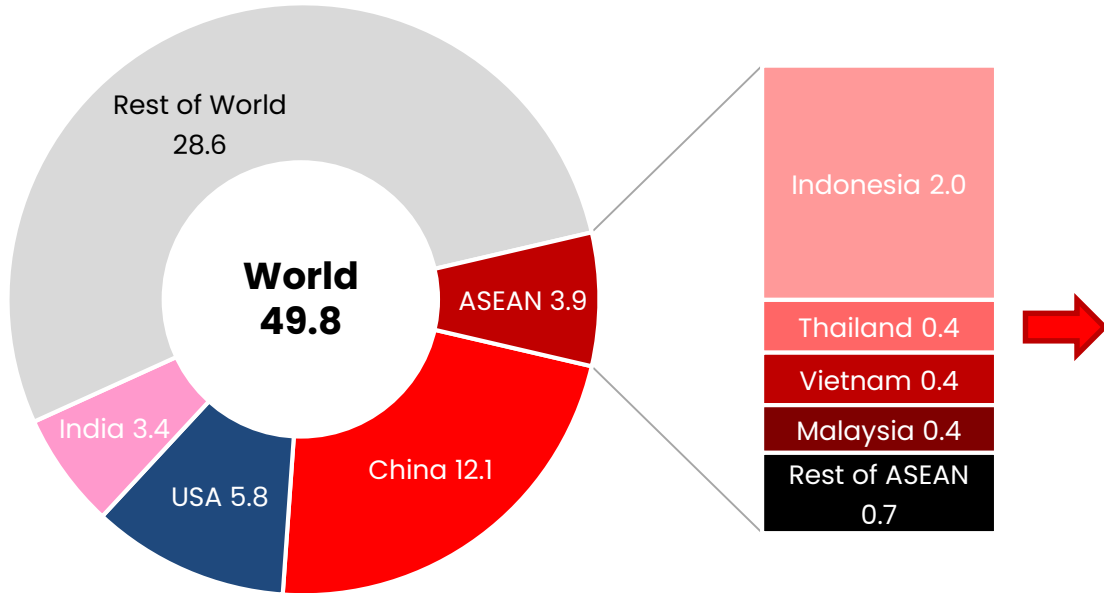 Rest of World
28.6
World
49.8
ASEAN 3.9
China 12.1
USA 5.8
India 3.4
Indonesia 2.0
Thailand 0.4
Vietnam 0.4
Malaysia 0.4
Rest of ASEAN
0.7